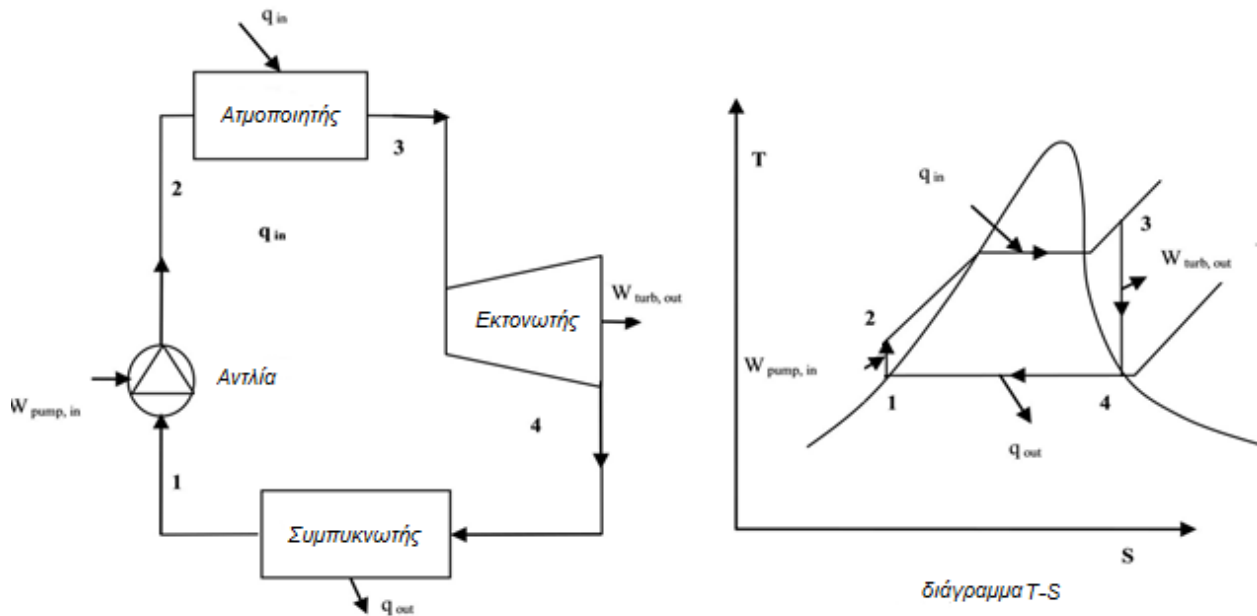 q in
Ατμοποιητής
3
2
q in
W turb, out
Εκτονωτής
Αντλία
W pump, in
4
1
Συμπυκνωτής
q out
T
q in
3
W turb, out
2
W pump, in
1
4
q out
S
διάγραμμα T-S